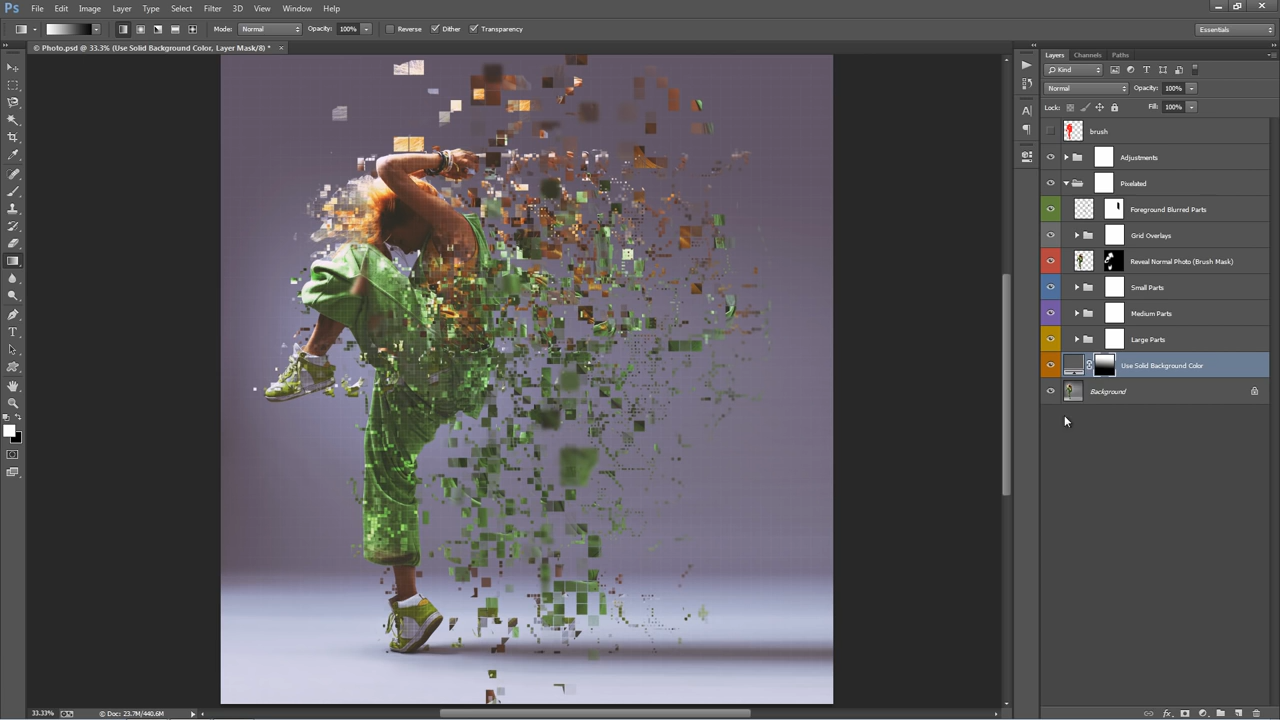 Ps File Edit Image Layer Type Select Filter 3D View Window Help
Mode: Normal Opacity: 100% Reverse Dither Transparency Essentials
© Photo.psd @ 33.3% (Use Solid Background Color, Layer Mask/8) * ×
Layers Channels Paths
Kind
Normal Opacity: 100%
Lock: Fill: 100%
brush
Adjustments
Pixelated
Foreground Blurred Parts
Grid Overlays
Reveal Normal Photo (Brush Mask)
Small Parts
Medium Parts
Large Parts
Use Solid Background Color
Background
33.33% © Doc: 23.7M/440.6M